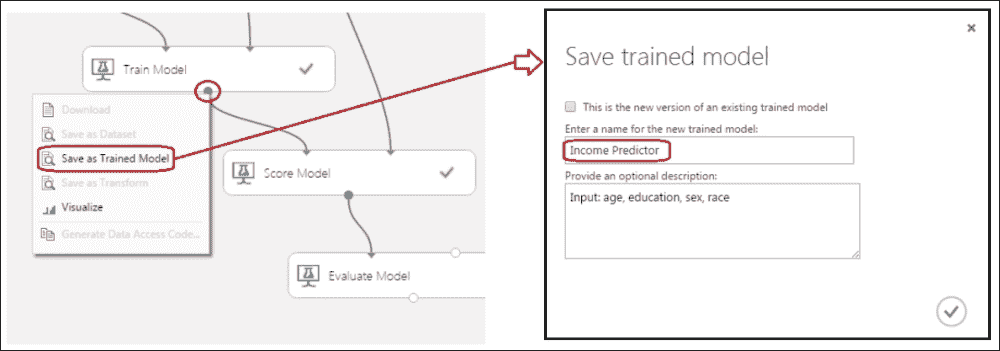 Train Model
Download
Save as Dataset
Save as Trained Model
Save as Transform
Visualize
Generate Data Access Code...
Score Model
Evaluate Model
Save trained model
This is the new version of an existing trained model
Enter a name for the new trained model:
Income Predictor
Provide an optional description:
Input: age, education, sex, race